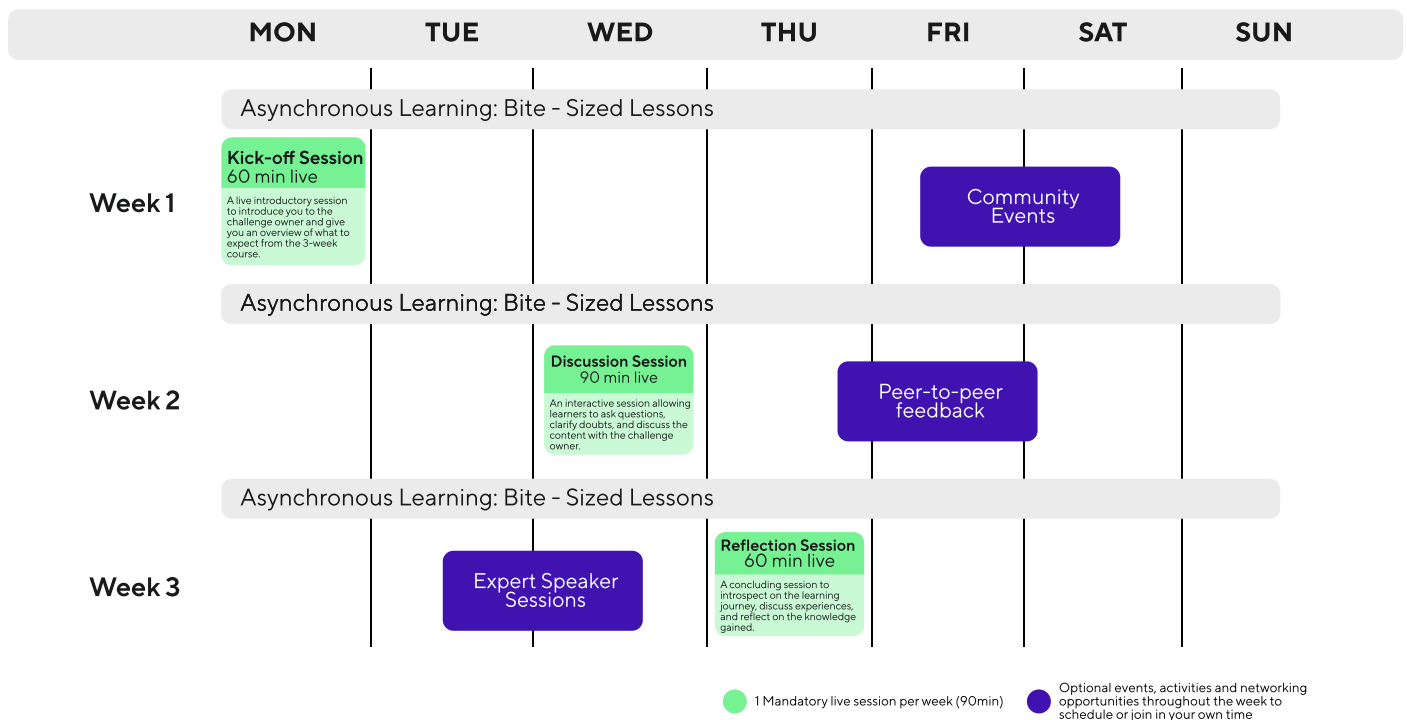 MON TUE WED THU FRI SAT SUN
Asynchronous Learning: Bite - Sized Lessons
Week 1
Kick-off Session
60 min live
A live introductory session
to introduce you to the
challenge owner and give
you an overview of what to
expect from the 3-week
course.
Community
Events
Asynchronous Learning: Bite - Sized Lessons
Week 2
Discussion Session
90 min live
An interactive session allowing
learners to ask questions,
clarify doubts, and discuss the
content with the challenge
owner.
Peer-to-peer
feedback
Asynchronous Learning: Bite - Sized Lessons
Week 3
Expert Speaker
Sessions
Reflection Session
60 min live
A concluding session to
introspect on the learning
journey, discuss experiences,
and reflect on the knowledge
gained.
1 Mandatory live session per week (90min)
Optional events, activities and networking
opportunities throughout the week to
schedule or join in your own time